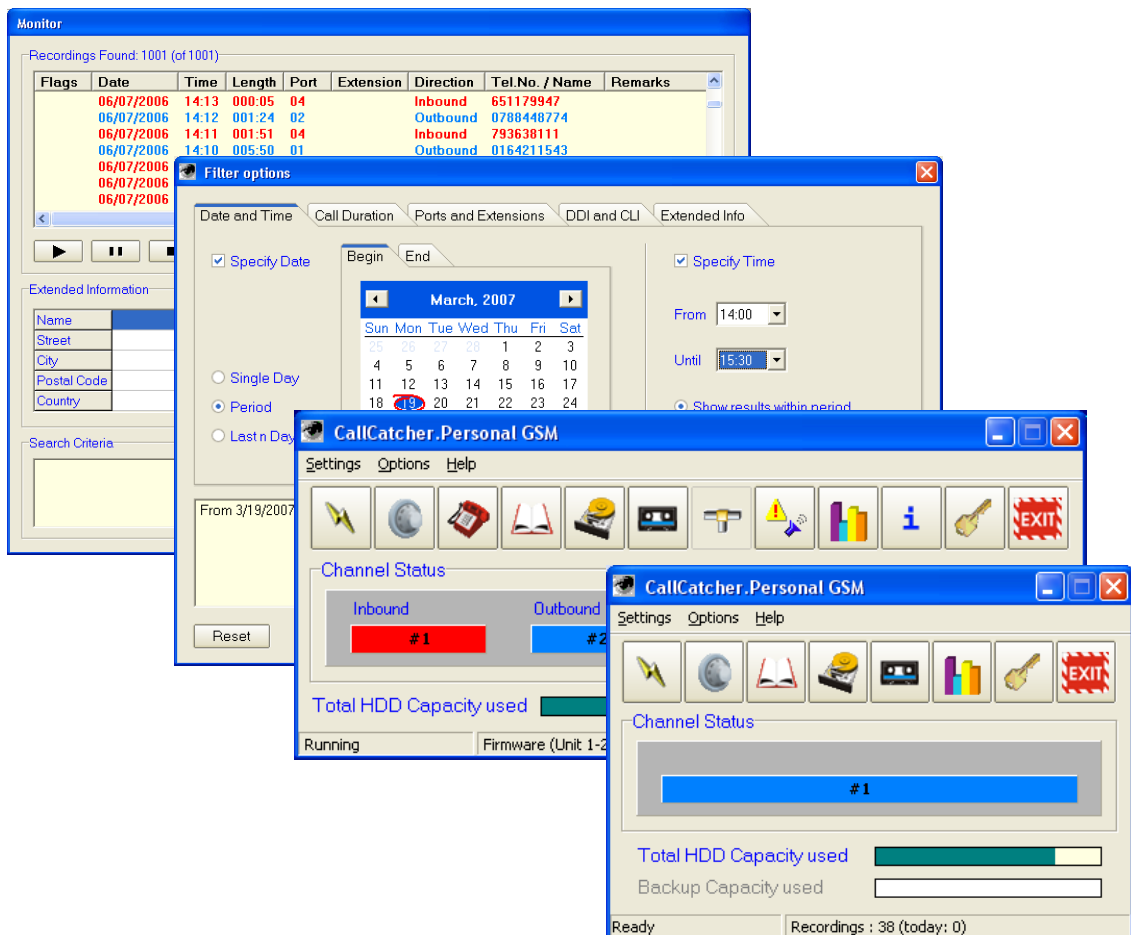 Monitor
Recordings Found: 1001 (of 1001)
Flags Date Time Length Port Extension Direction Tel.No. / Name Remarks
06/07/2006 14:13 000:05 04 Inbound 651179947
06/07/2006 14:12 001:24 02 Outbound 0788448774
06/07/2006 14:11 001:51 04 Inbound 793638111
06/07/2006 14:10 005:50 01 Outbound 0164211543
06/07/2006
06/07/2006
06/07/2006
Extended Information
Name
Street
City
Postal Code
Country
Search Criteria
Filter options
Date and Time Call Duration Ports and Extensions DDI and CLI Extended Info
Specify Date
Single Day
Period
Last n Day
Begin End
March, 2007
Sun Mon Tue Wed Thu Fri Sat
25 26 27 28 1 2 3
4 5 6 7 8 9 10
11 12 13 14 15 16 17
18 19 20 21 22 23 24
Specify Time
From 14:00
Until 15:30
Show results within period
From 3/19/2007
Reset
CallCatcher.Personal GSM
Settings Options Help
i EXIT
Channel Status
Inbound Outbound
#1 #2
Total HDD Capacity used
Running Firmware (Unit 1-2
CallCatcher.Personal GSM
Settings Options Help
EXIT
Channel Status
#1
Total HDD Capacity used
Backup Capacity used
Ready Recordings : 38 (today: 0)